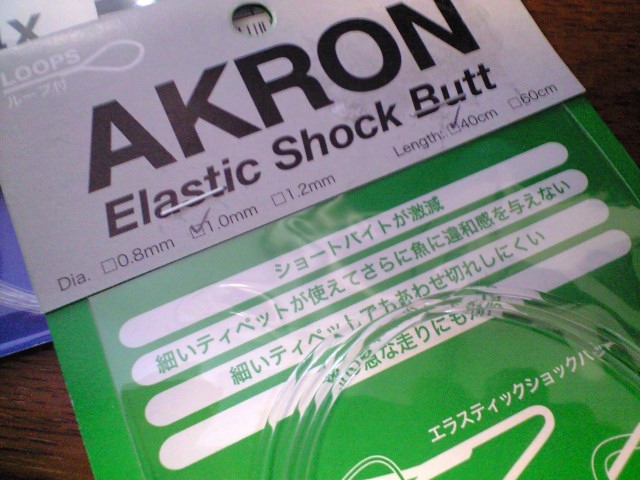 LOOPS
ループ付
AKRON
Elastic Shock Butt
Dia. □0.8mm ☑1.0mm □1.2mm Length: ☑40cm □60cm
ショートバイトが激減
細いティペットが使えてさらに魚に違和感を与えない
細いティペットでもあわせ切れしにくい
急な走りにも
エラスティックショックバ